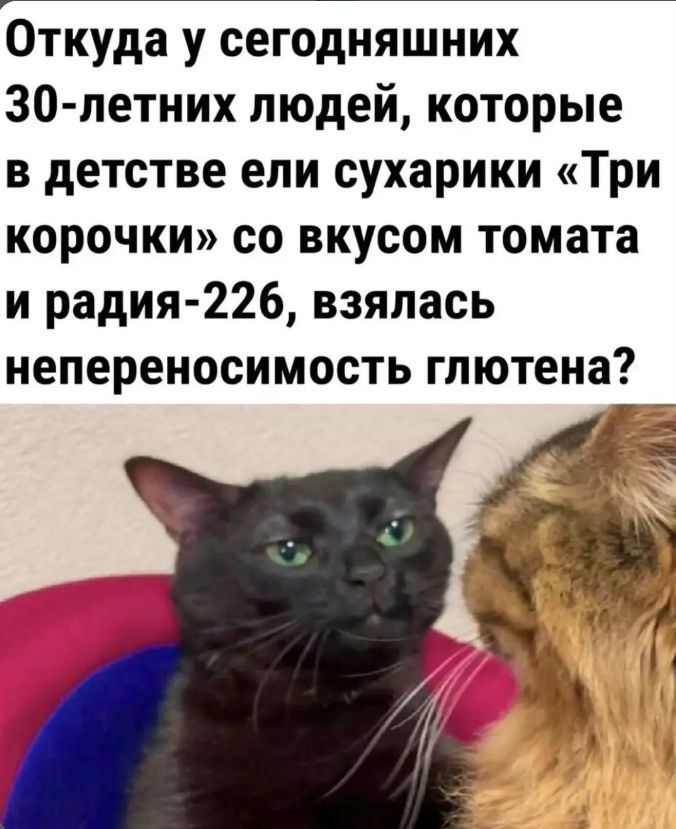 Откуда у сегодняшних
30-летних людей, которые
в детстве ели сухарики «Три
корочки» со вкусом томата
и радия-226, взялась
непереносимость глютена?